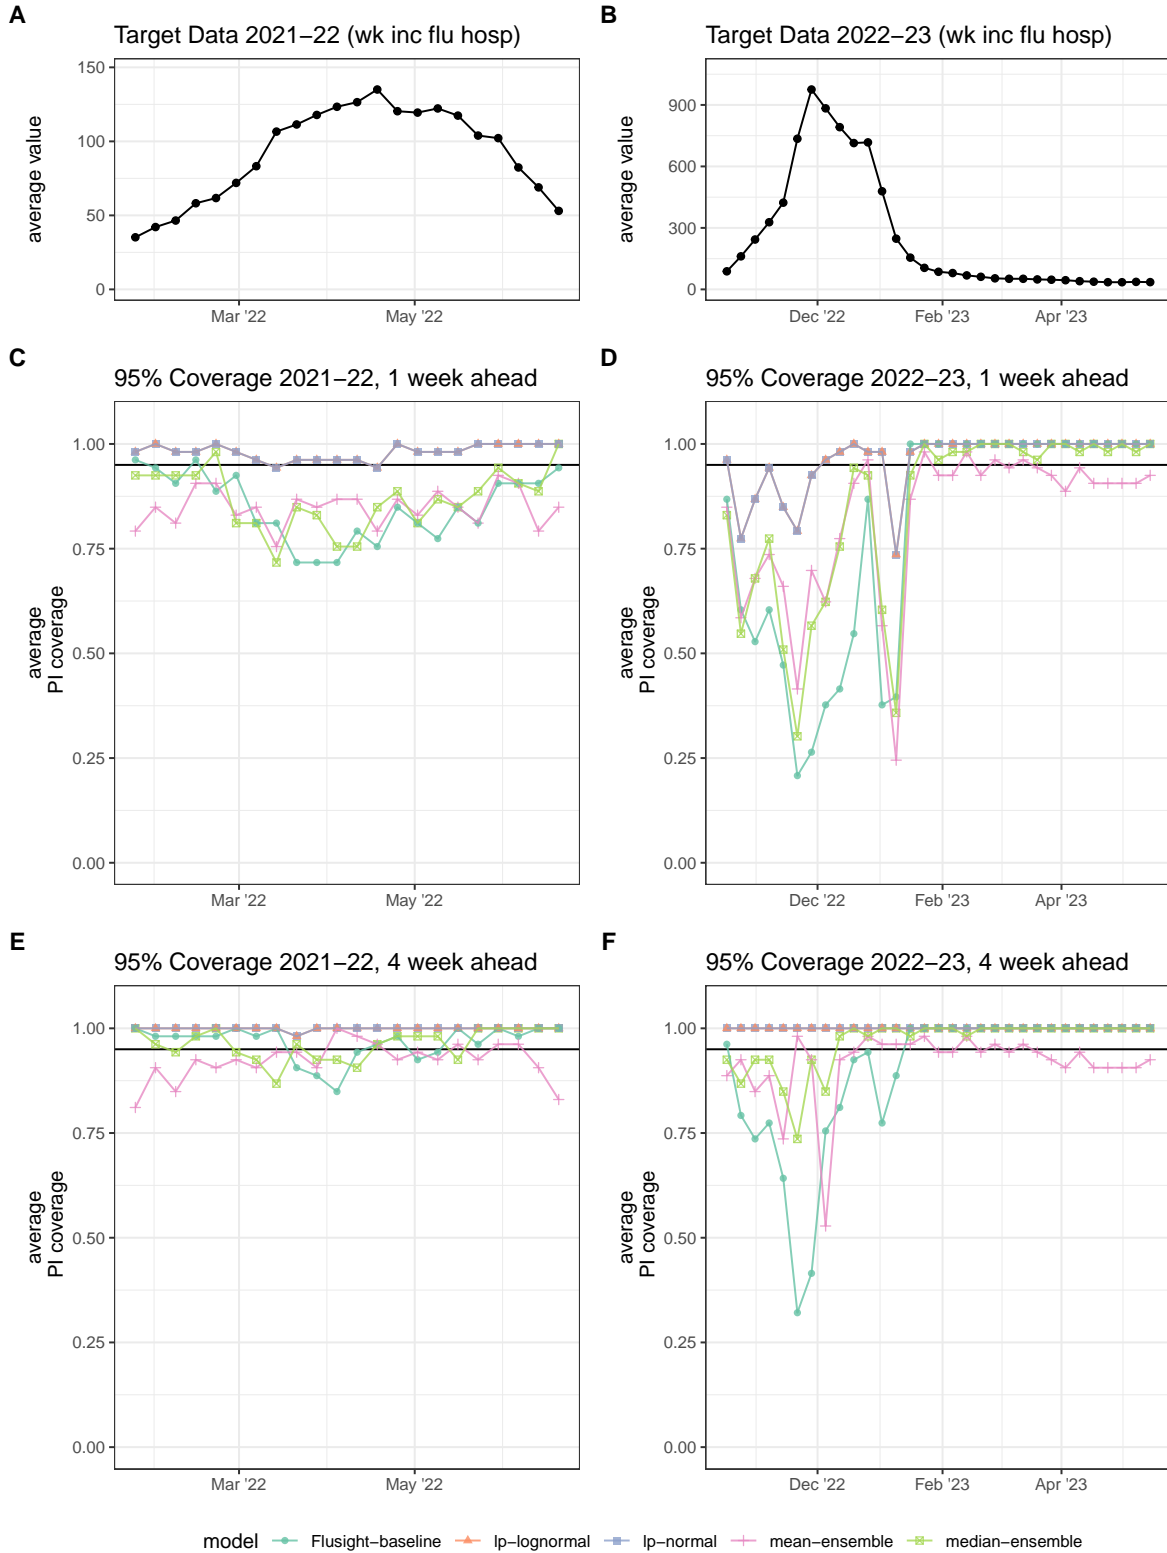 A
Target Data 2021−22 (wk inc flu hosp)
150
100
50
0
average value
Mar '22
May '22
B
Target Data 2022−23 (wk inc flu hosp)
900
600
300
0
average value
Dec '22
Feb '23
Apr '23
C
95% Coverage 2021−22, 1 week ahead
1.00
0.75
0.50
0.25
0.00
average
PI coverage
Mar '22
May '22
D
95% Coverage 2022−23, 1 week ahead
1.00
0.75
0.50
0.25
0.00
average
PI coverage
Dec '22
Feb '23
Apr '23
E
95% Coverage 2021−22, 4 week ahead
1.00
0.75
0.50
0.25
0.00
average
PI coverage
Mar '22
May '22
F
95% Coverage 2022−23, 4 week ahead
1.00
0.75
0.50
0.25
0.00
average
PI coverage
Dec '22
Feb '23
Apr '23
model Flusight−baseline lp−lognormal lp−normal mean−ensemble median−ensemble